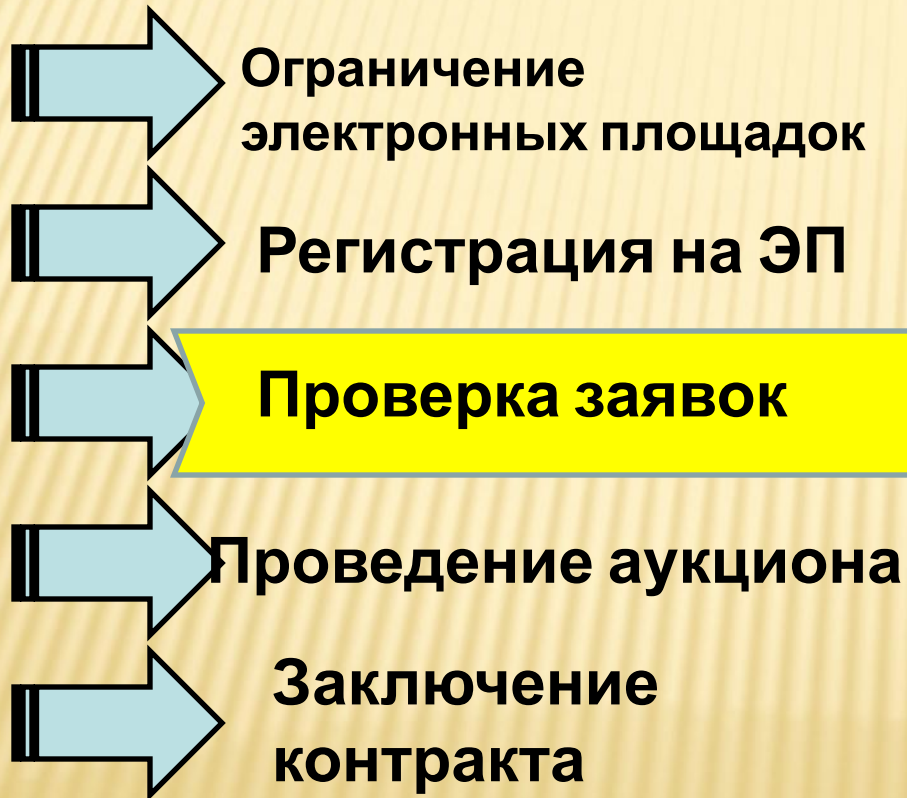 Ограничение
электронных площадок
Регистрация на ЭП
Проверка заявок
Проведение аукциона
Заключение
контракта